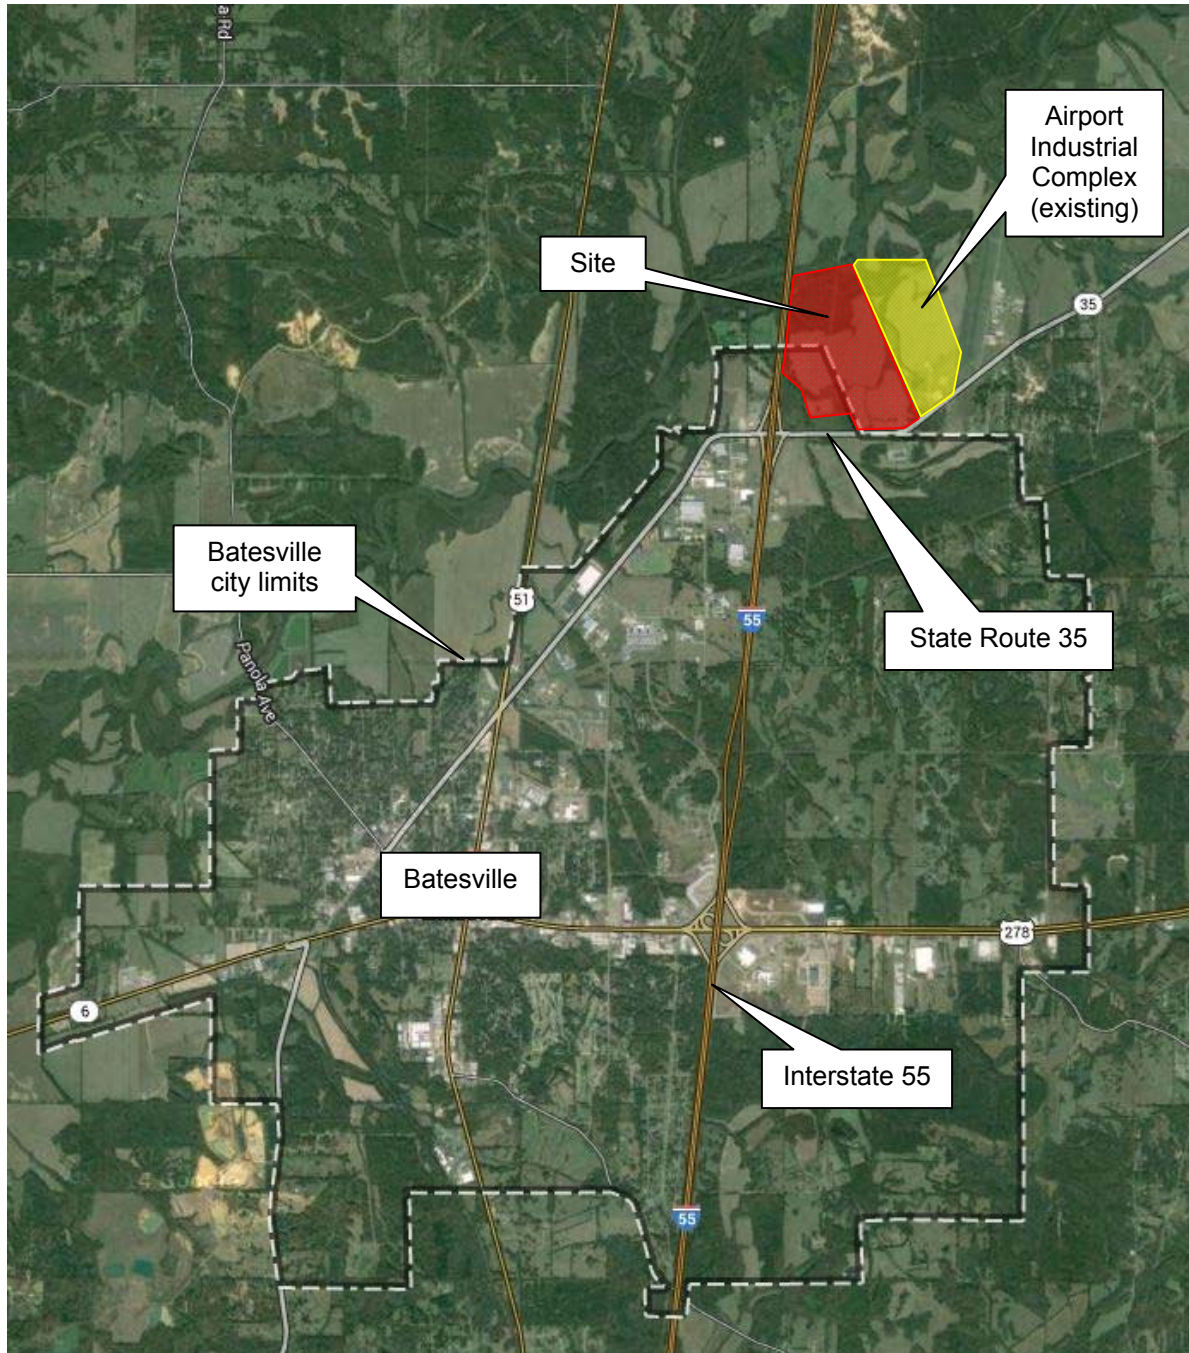 a Rd
Airport
Industrial
Complex
(existing)
Site
35
Batesville
city limits
51
55
State Route 35
Panola Ave
Batesville
278
6
Interstate 55
55